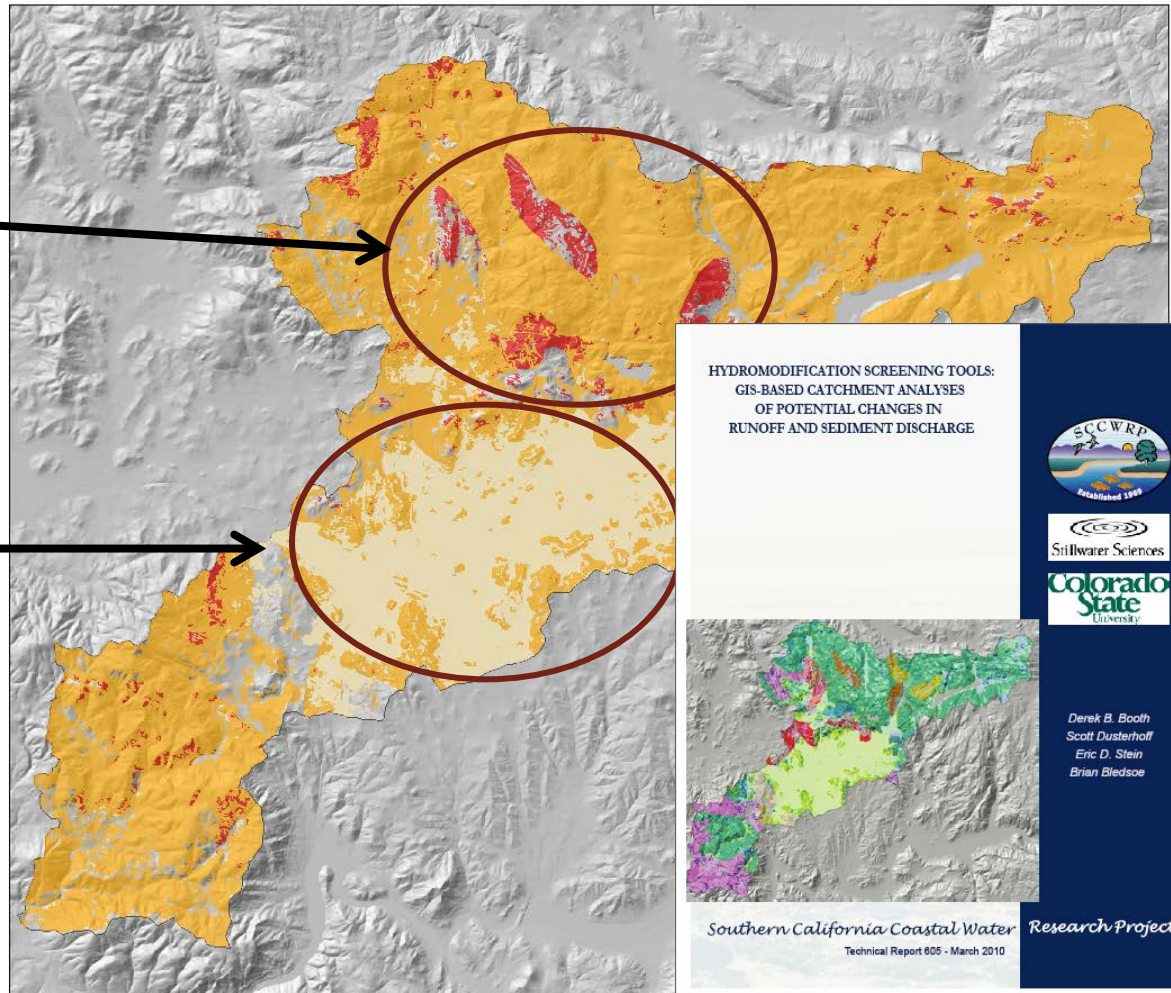 HYDROMODIFICATION SCREENING TOOLS:
GIS-BASED CATCHMENT ANALYSES
OF POTENTIAL CHANGES IN
RUNOFF AND SEDIMENT DISCHARGE
SCCWRP
Established 1969
Stillwater Sciences
Colorado
State
University
Derek B. Booth
Scott Dusterhoff
Eric D. Stein
Brian Bledsoe
Southern California Coastal Water Research Project
Technical Report 605 - March 2010